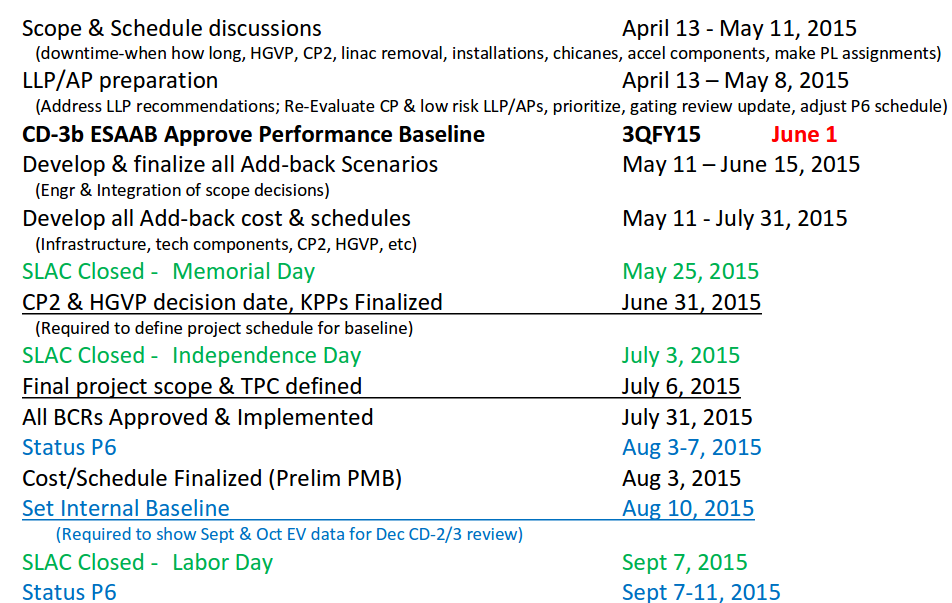 Scope & Schedule discussions April 13 - May 11, 2015
(downtime-when how long, HGVP, CP2, linac removal, installations, chicanes, accel components, make PL assignments)
LLP/AP preparation April 13 – May 8, 2015
(Address LLP recommendations; Re-Evaluate CP & low risk LLP/APs, prioritize, gating review update, adjust P6 schedule)
CD-3b ESAAB Approve Performance Baseline 3QFY15 June 1
Develop & finalize all Add-back Scenarios May 11 – June 15, 2015
(Engr & Integration of scope decisions)
Develop all Add-back cost & schedules May 11 - July 31, 2015
(Infrastructure, tech components, CP2, HGVP, etc)
SLAC Closed - Memorial Day May 25, 2015
CP2 & HGVP decision date, KPPs Finalized June 31, 2015
(Required to define project schedule for baseline)
SLAC Closed - Independence Day July 3, 2015
Final project scope & TPC defined July 6, 2015
All BCRs Approved & Implemented July 31, 2015
Status P6 Aug 3-7, 2015
Cost/Schedule Finalized (Prelim PMB) Aug 3, 2015
Set Internal Baseline Aug 10, 2015
(Required to show Sept & Oct EV data for Dec CD-2/3 review)
SLAC Closed - Labor Day Sept 7, 2015
Status P6 Sept 7-11, 2015